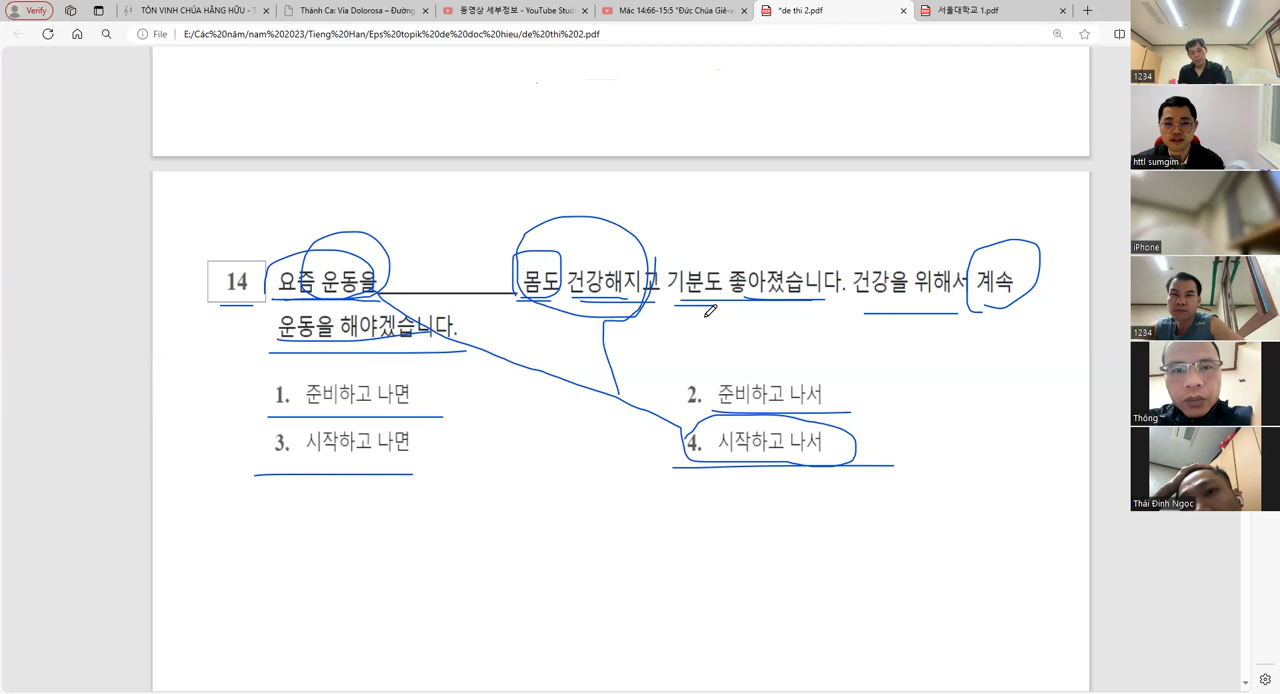 Verify
TÔN VINH CHÚA HẰNG HỮU - T
Thánh Ca: Via Dolorosa – Đường
동영상 세부정보 - YouTube Stud
Mác 14:66-15:5 "Đức Chúa Giê-x
*de thi 2.pdf
서울대학교 1.pdf
File
E:/Các%20năm/nam%202023/Tieng%20Han/Eps%20topik%20de%20doc%20hieu/de%20thi%202.pdf
14
요즘 운동을 몸도 건강해지고 기분도 좋아졌습니다. 건강을 위해서 계속
운동을 해야겠습니다.
1. 준비하고 나면
2. 준비하고 나서
3. 시작하고 나면
4. 시작하고 나서
1234
httl sumgim
iPhone
1234
Thông
Thái Đình Ngọc